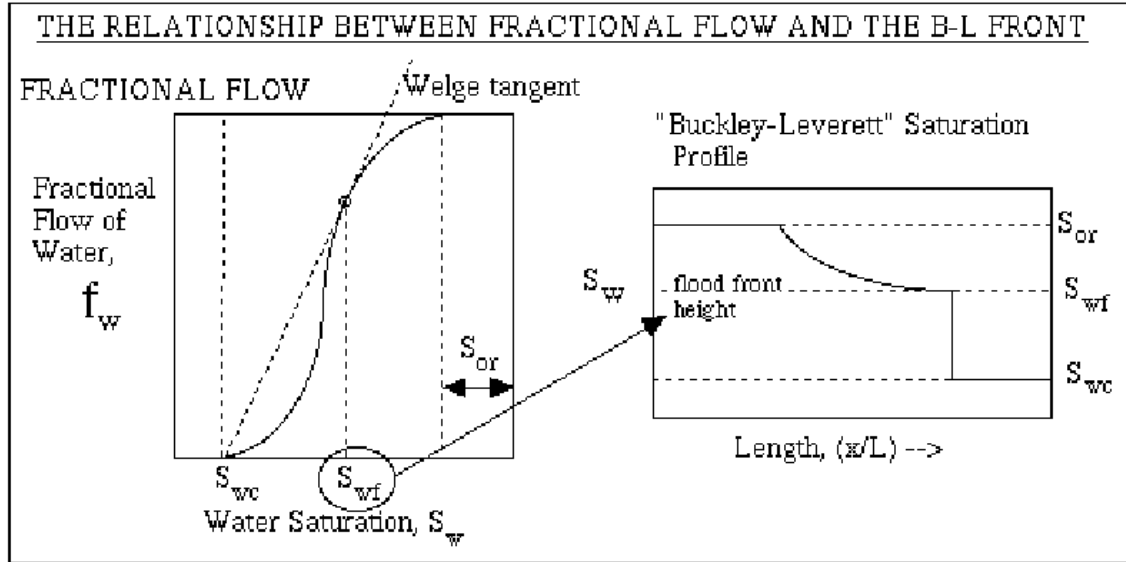 THE RELATIONSHIP BETWEEN FRACTIONAL FLOW AND THE B-L FRONT
FRACTIONAL FLOW
Welge tangent
Fractional
Flow of
Water,
f_w
S_or
S_wc
S_wf
Water Saturation, S_w
"Buckley-Leverett" Saturation
Profile
S_w
flood front
height
S_or
S_wf
S_wc
Length, (x/L) -->